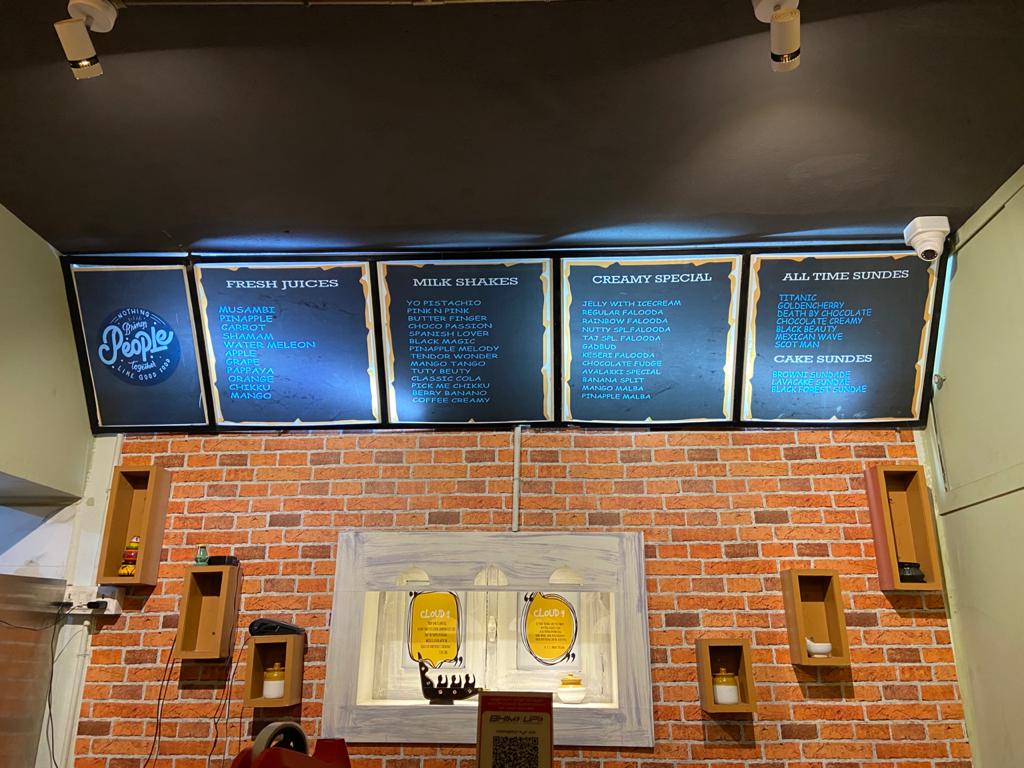 NOTHING
Brings
People
Together
LIKE GOOD FOOD
FRESH JUICES
MUSAMBI
PINAPPLE
CARROT
SHAMAM
WATER MELEON
APPLE
GRAPE
PAPPAYA
ORANGE
CHIKKU
MANGO
MILK SHAKES
YO PISTACHIO
PINK N PINK
BUTTER FINGER
CHOCO PASSION
SPANISH LOVER
BLACK MAGIC
PINAPPLE MELODY
TENDOR WONDER
MANGO TANGO
TUTY BEUTY
CLASSIC COLA
PICK ME CHIKKU
BERRY BANANO
COFFEE CREAMY
CREAMY SPECIAL
JELLY WITH ICECREAM
REGULAR FALOODA
RAINBOW FALOODA
NUTTY SPL.FALOODA
TAJ SPL FALOODA
GADBUD
KESERI FALOODA
CHOCOLATE FUDGE
AVALAKKI SPECIAL
BANANA SPLIT
MANGO MALBA
PINAPPLE MALBA
ALL TIME SUNDES
TITANIC
GOLDENCHERRY
DEATH BY CHOCOLATE
CHOCOLATE CREAMY
BLACK BEAUTY
MEXICAN WAVE
SCOT MAN
CAKE SUNDES
BROWNI SUNDADE
LAVACAKE SUNDAE
BLACK FOREST SUNDAE
CLOUD 9
CLOUD 9
BHIM UPI